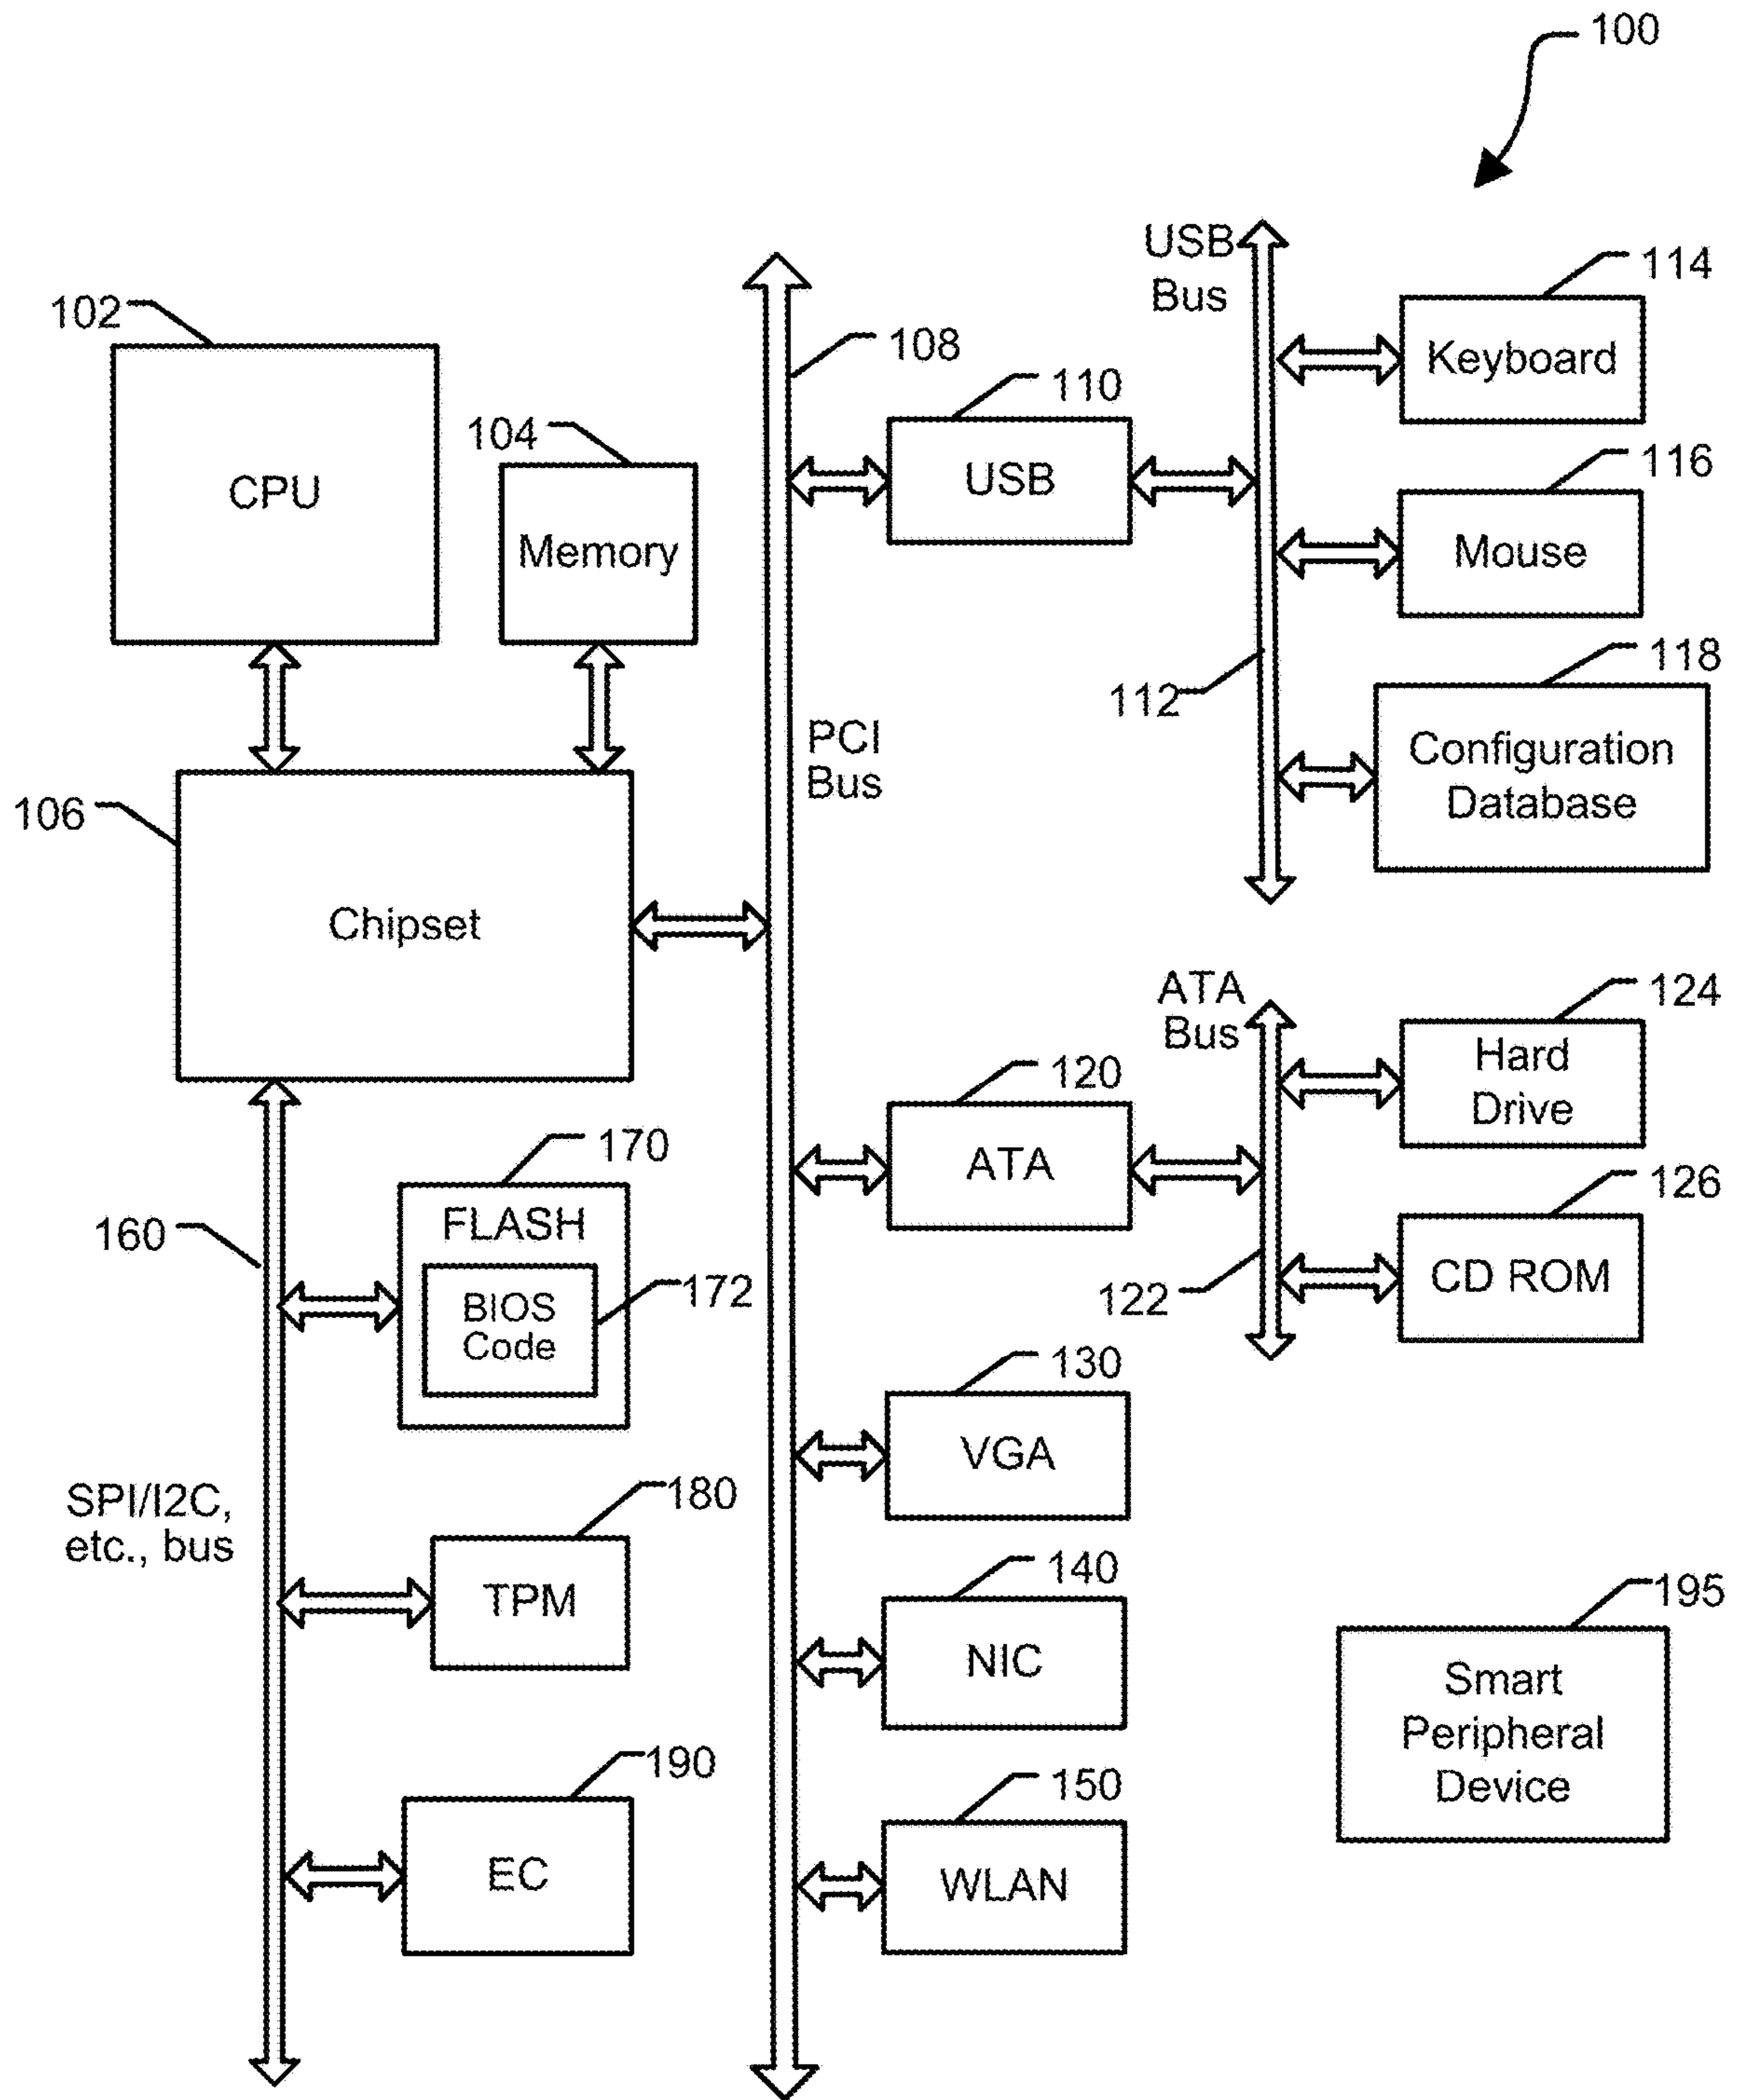 100
USB
Bus
114
Keyboard
102
CPU
108
110
USB
104
Memory
116
Mouse
112
118
Configuration
Database
PCI
Bus
106
Chipset
ATA
Bus
124
Hard
Drive
120
ATA
126
CD ROM
122
170
FLASH
172
BIOS
Code
160
130
VGA
SPI/I2C,
etc., bus
180
TPM
140
NIC
195
Smart
Peripheral
Device
190
EC
150
WLAN